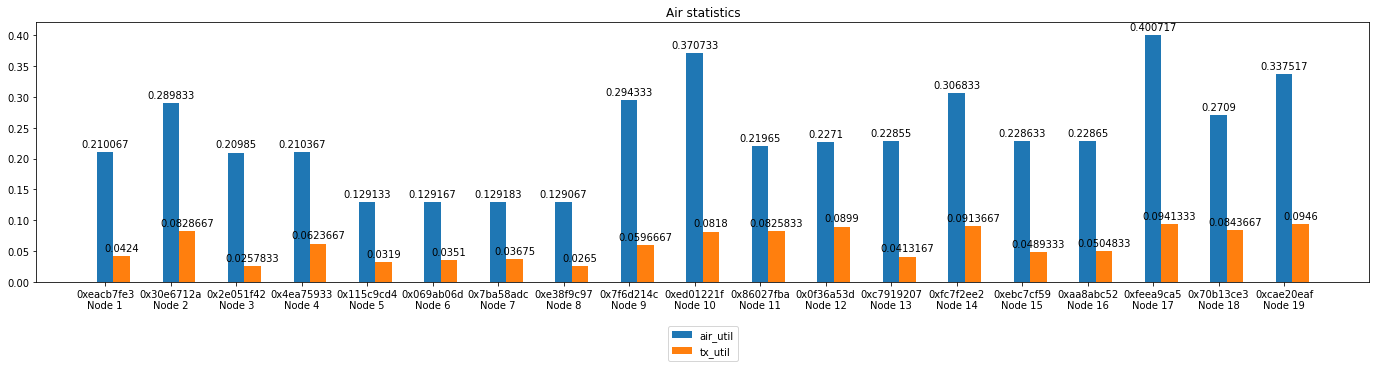 Air statistics
0.40
0.35
0.30
0.25
0.20
0.15
0.10
0.05
0.00
0.210067
0.289833
0.20985
0.210367
0.129133
0.129167
0.129183
0.129067
0.294333
0.370733
0.21965
0.2271
0.22855
0.306833
0.228633
0.22865
0.400717
0.2709
0.337517
0.0424
0.0828667
0.0257833
0.0623667
0.0319
0.0351
0.03675
0.0265
0.0596667
0.0818
0.0825833
0.0899
0.0413167
0.0913667
0.0489333
0.0504833
0.0941333
0.0843667
0.0946
0xeacb7fe3
Node 1
0x30e6712a
Node 2
0x2e051f42
Node 3
0x4ea75933
Node 4
0x115c9cd4
Node 5
0x069ab06d
Node 6
0x7ba58adc
Node 7
0xe38f9c97
Node 8
0x7f6d214c
Node 9
0xed01221f
Node 10
0x86027fba
Node 11
0x0f36a53d
Node 12
0xc7919207
Node 13
0xfc7f2ee2
Node 14
0xebc7cf59
Node 15
0xaa8abc52
Node 16
0xfeea9ca5
Node 17
0x70b13ce3
Node 18
0xcae20eaf
Node 19
air_util
tx_util